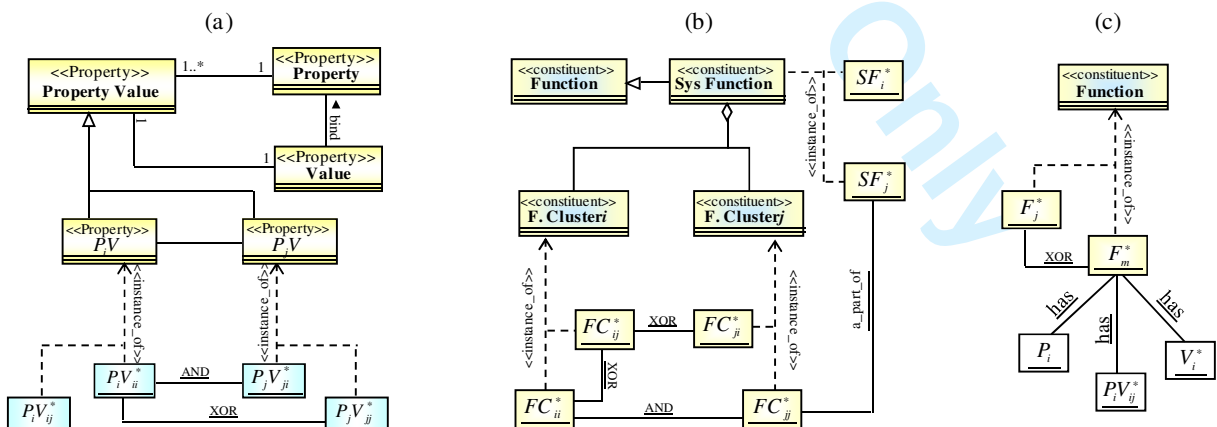 (a)
<<Property>>
Property Value
1..*
1
<<Property>>
Property
bind
1
1
<<Property>>
Value
<<Property>>
PᵢV
<<Property>>
PⱼV
<<instance_of>>
<<instance_of>>
PᵢVᵢᵢ*
AND
PⱼVⱼᵢ*
PᵢVᵢⱼ*
XOR
PⱼVⱼⱼ*
(b)
<<constituent>>
Function
<<constituent>>
Sys Function
SFᵢ*
<<instance_of>>
SFⱼ*
<<constituent>>
F. Clusteri
<<constituent>>
F. Clusterj
<<instance_of>>
<<instance_of>>
a_part_of
FCᵢⱼ*
XOR
FCⱼᵢ*
XOR
FCᵢᵢ*
AND
FCⱼⱼ*
(c)
<<constituent>>
Function
<<instance_of>>
Fⱼ*
XOR
Fₘ*
has
has
has
Pᵢ
PᵢVᵢⱼ*
Vᵢ*
Only